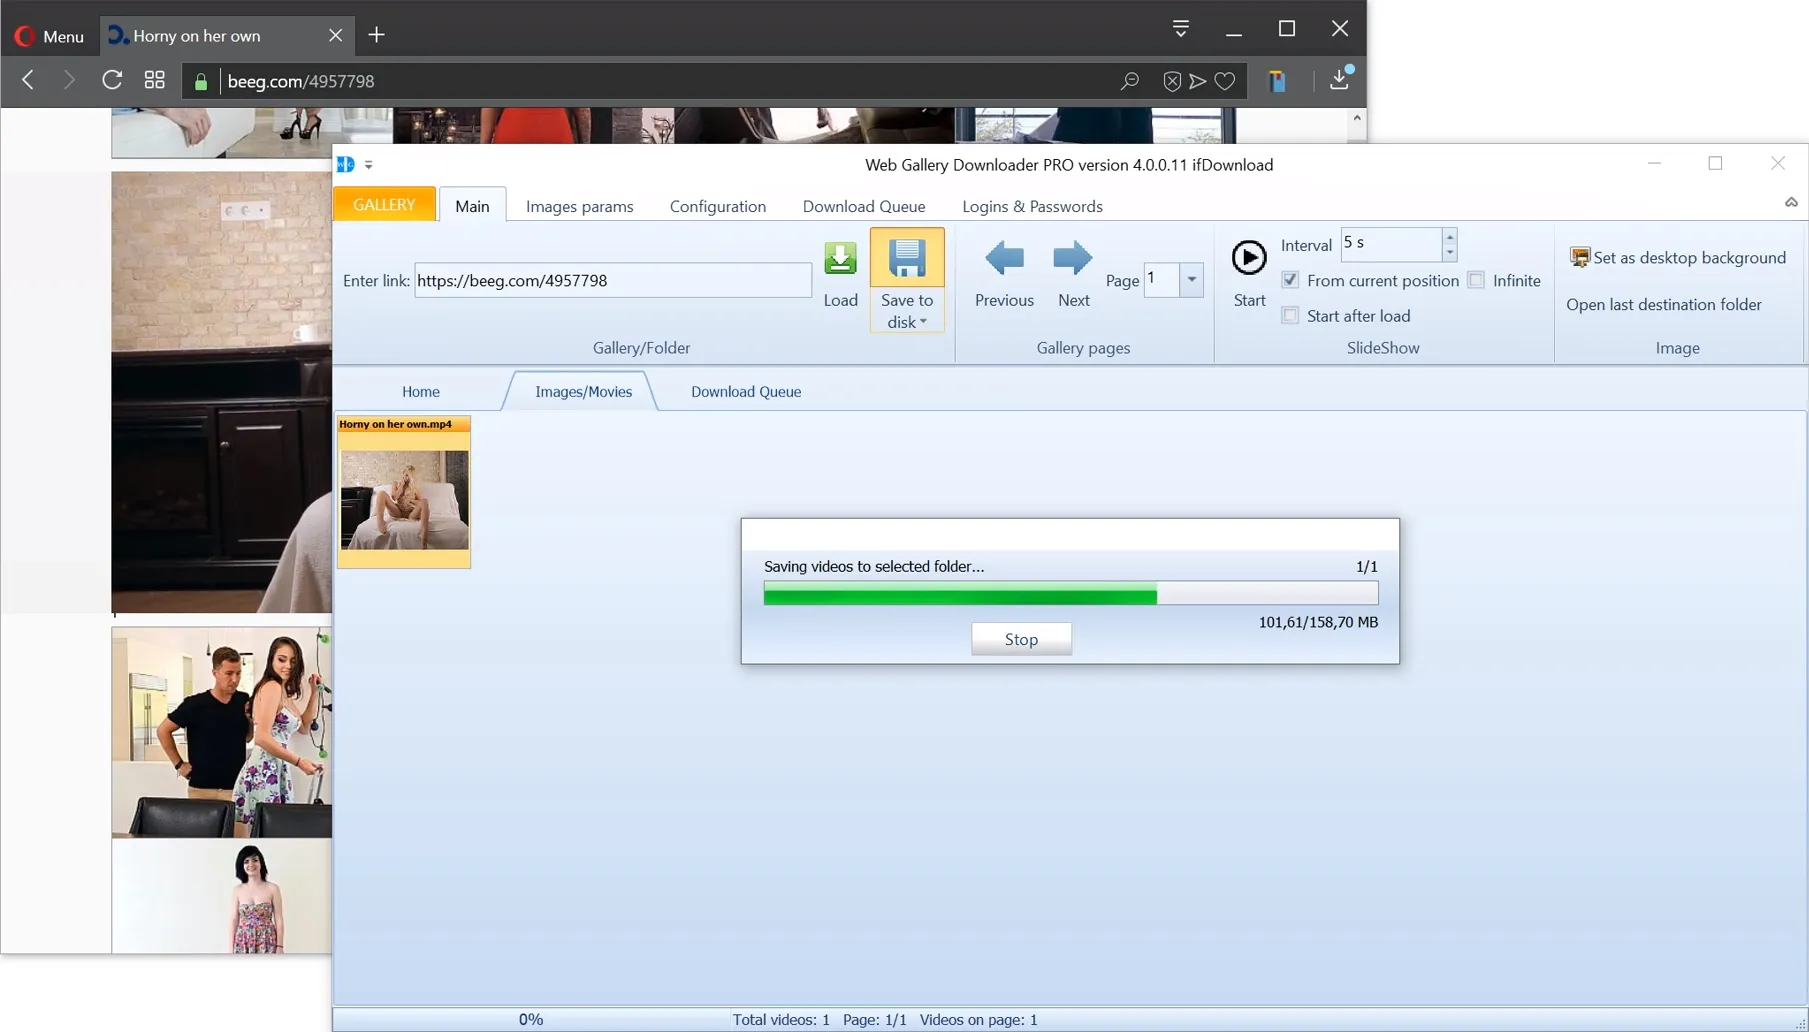 Menu
Horny on her own
beeg.com/4957798
Web Gallery Downloader PRO version 4.0.0.11 ifDownload
GALLERY
Main
Images params
Configuration
Download Queue
Logins & Passwords
Enter link:
https://beeg.com/4957798
Load
Save to
disk
Gallery/Folder
Previous
Next
Page
1
Gallery pages
Start
Interval
5 s
From current position
Infinite
Start after load
SlideShow
Set as desktop background
Open last destination folder
Image
Home
Images/Movies
Download Queue
Horny on her own.mp4
Saving videos to selected folder...
1/1
101,61/158,70 MB
Stop
0%
Total videos: 1 Page: 1/1 Videos on page: 1